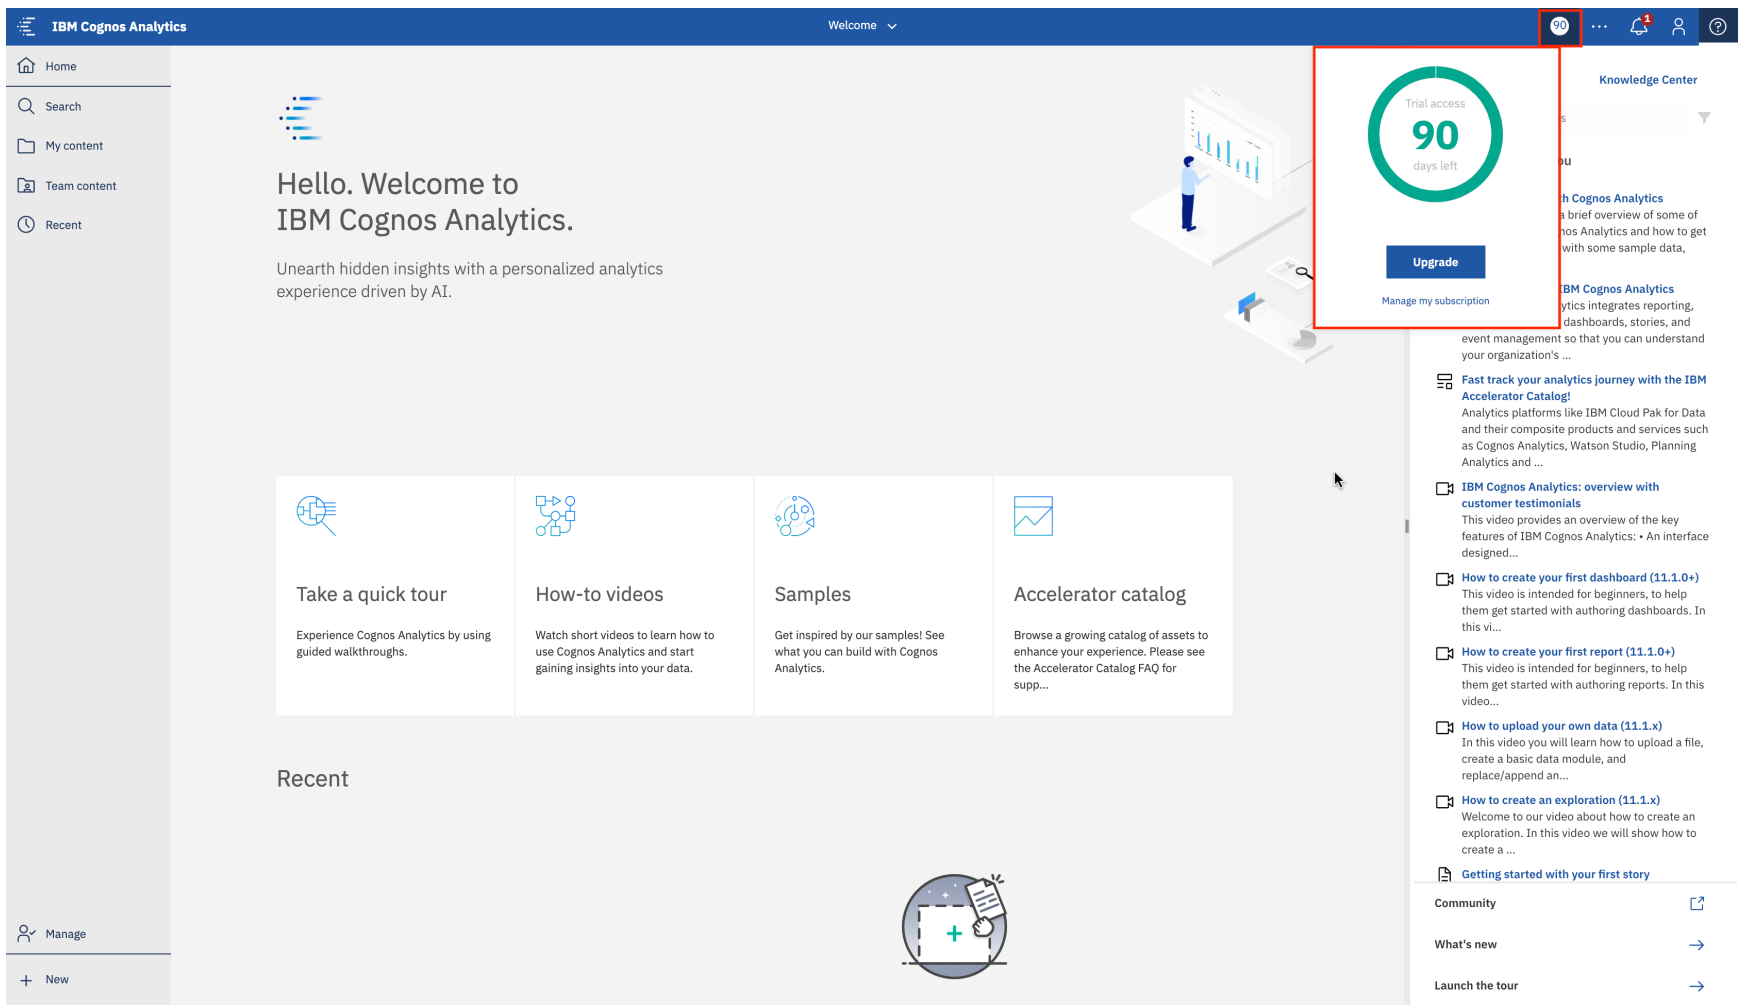 IBM Cognos Analytics
Welcome
90
1
Home
Search
My content
Team content
Recent
Manage
New
Hello. Welcome to
IBM Cognos Analytics.
Unearth hidden insights with a personalized analytics
experience driven by AI.
Take a quick tour
Experience Cognos Analytics by using
guided walkthroughs.
How-to videos
Watch short videos to learn how to
use Cognos Analytics and start
gaining insights into your data.
Samples
Get inspired by our samples! See
what you can build with Cognos
Analytics.
Accelerator catalog
Browse a growing catalog of assets to
enhance your experience. Please see
the Accelerator Catalog FAQ for
supp...
Recent
Trial access
90
days left
Upgrade
Manage my subscription
Knowledge Center
s
ou
h Cognos Analytics
a brief overview of some of
nos Analytics and how to get
with some sample data,
IBM Cognos Analytics
ytics integrates reporting,
dashboards, stories, and
event management so that you can understand
your organization's ...
Fast track your analytics journey with the IBM
Accelerator Catalog!
Analytics platforms like IBM Cloud Pak for Data
and their composite products and services such
as Cognos Analytics, Watson Studio, Planning
Analytics and ...
IBM Cognos Analytics: overview with
customer testimonials
This video provides an overview of the key
features of IBM Cognos Analytics: • An interface
designed...
How to create your first dashboard (11.1.0+)
This video is intended for beginners, to help
them get started with authoring dashboards. In
this vi...
How to create your first report (11.1.0+)
This video is intended for beginners, to help
them get started with authoring reports. In this
video...
How to upload your own data (11.1.x)
In this video you will learn how to upload a file,
create a basic data module, and
replace/append an...
How to create an exploration (11.1.x)
Welcome to our video about how to create an
exploration. In this video we will show how to
create a ...
Getting started with your first story
Community
What's new
Launch the tour